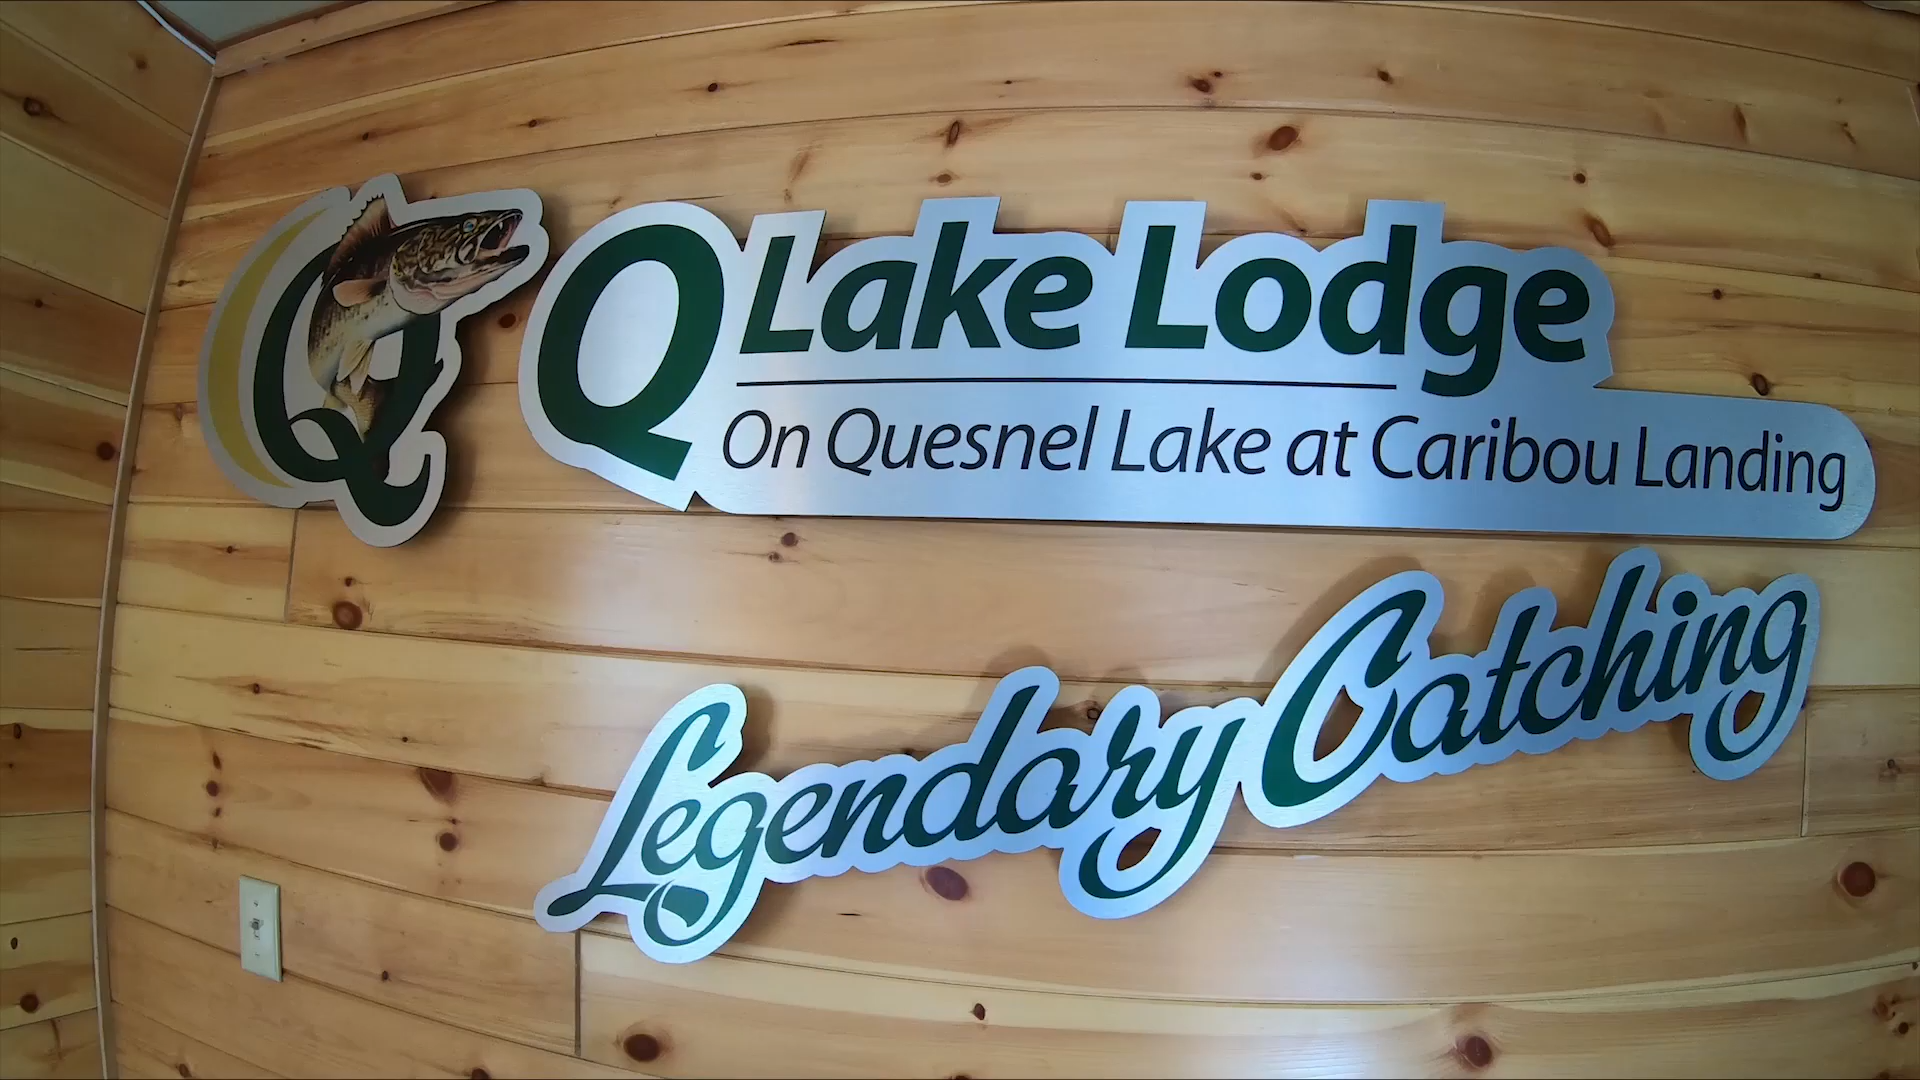 Q
Q Lake Lodge
On Quesnel Lake at Caribou Landing
Legendary Catching